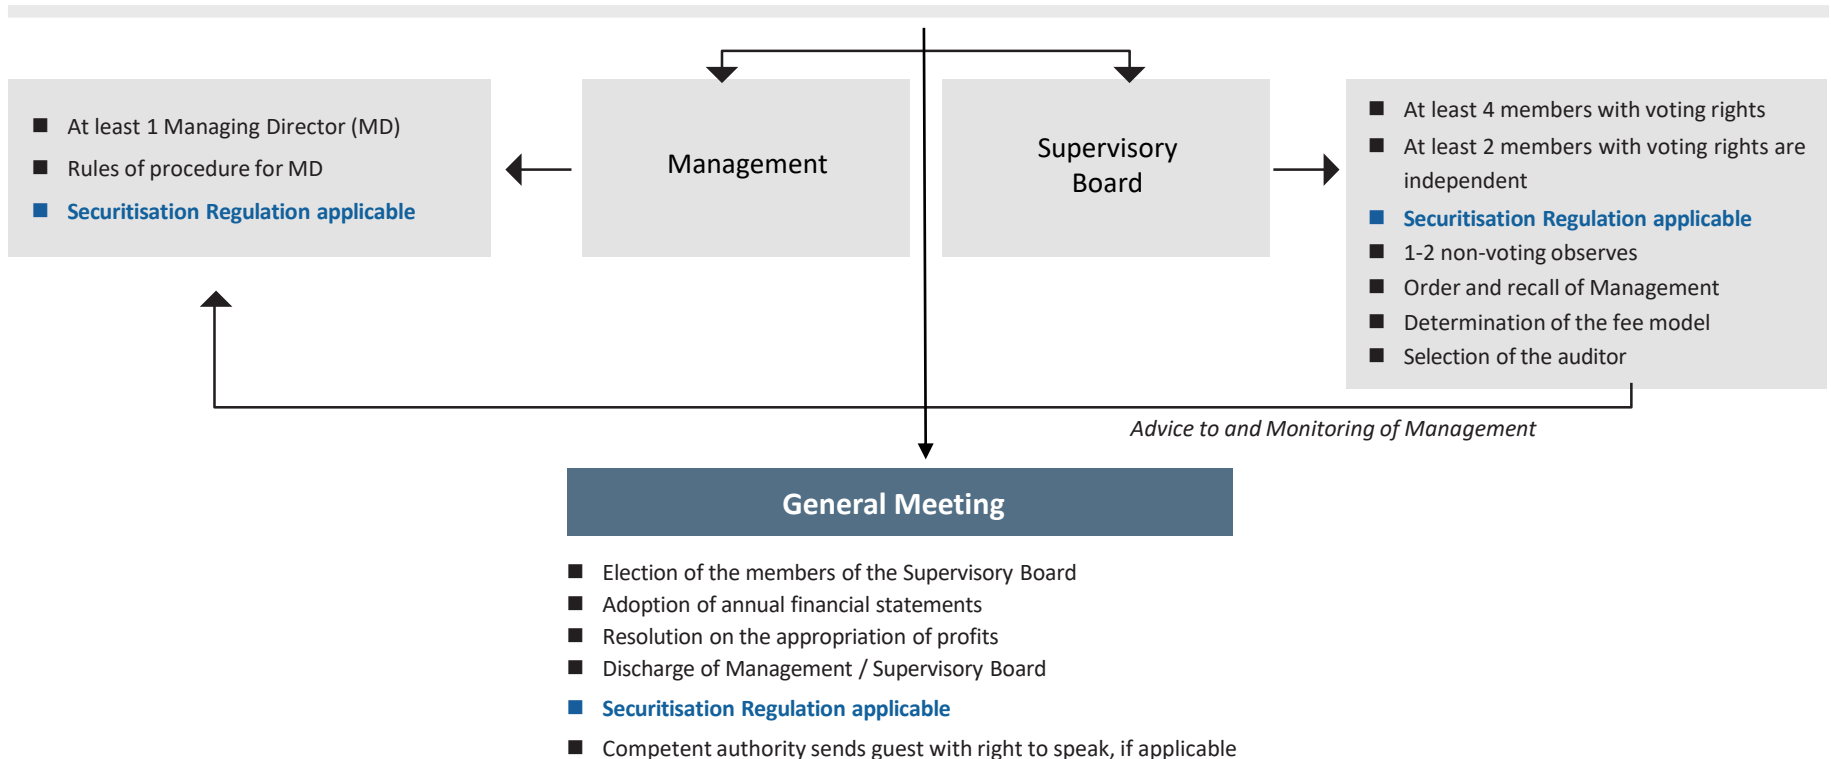 At least 1 Managing Director (MD)
Rules of procedure for MD
Securitisation Regulation applicable
Management
Supervisory
Board
At least 4 members with voting rights
At least 2 members with voting rights are
independent
Securitisation Regulation applicable
1-2 non-voting observes
Order and recall of Management
Determination of the fee model
Selection of the auditor
Advice to and Monitoring of Management
General Meeting
Election of the members of the Supervisory Board
Adoption of annual financial statements
Resolution on the appropriation of profits
Discharge of Management / Supervisory Board
Securitisation Regulation applicable
Competent authority sends guest with right to speak, if applicable